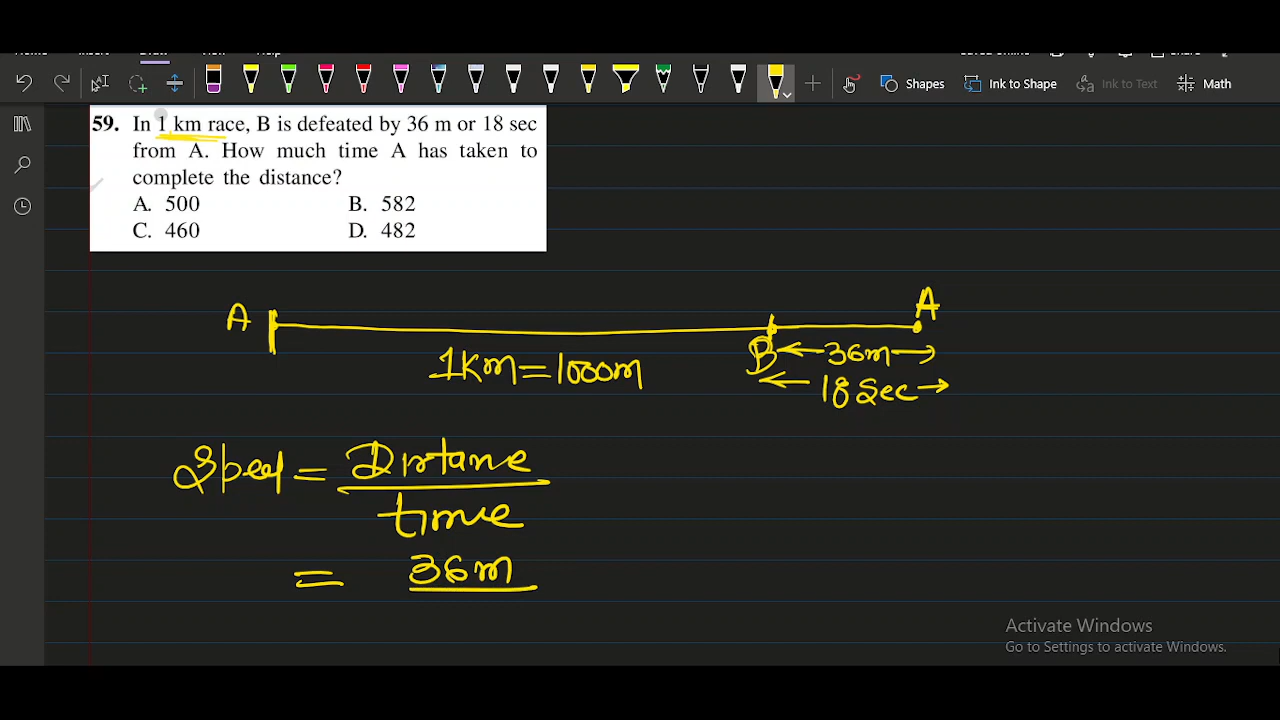 Shapes Ink to Shape Ink to Text Math
59. In 1 km race, B is defeated by 36 m or 18 sec
from A. How much time A has taken to
complete the distance?
A. 500 B. 582
C. 460 D. 482
A A
1Km=1000m B 36m
18 Sec
Speed = Distance
time
= 36m
Activate Windows
Go to Settings to activate Windows.